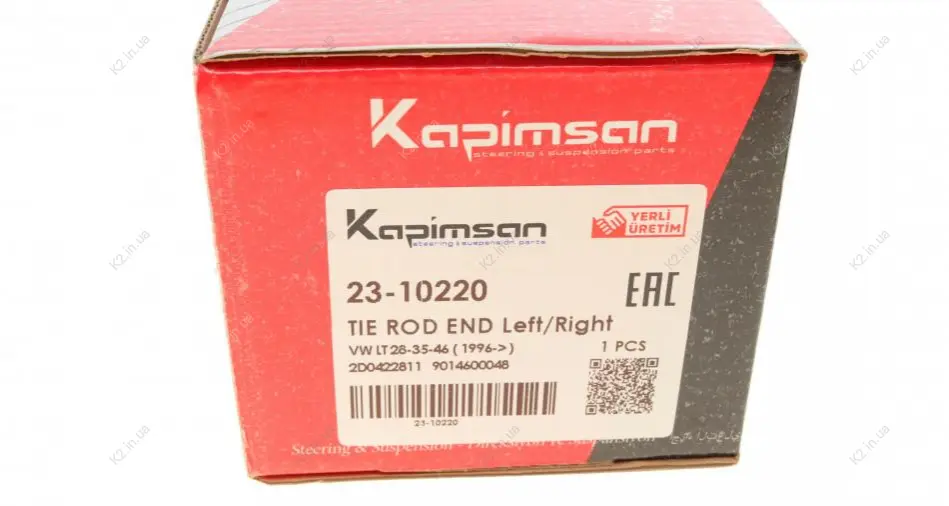 Kapimsan
steering & suspension parts
Kapimsan
steering & suspension parts
YERLİ
ÜRETİM
23-10220
EAC
TIE ROD END Left/Right
VW LT 28-35-46 ( 1996-> )
1 PCS
2D0422811 9014600048
23-10220
Steering & Suspension
K2.in.ua